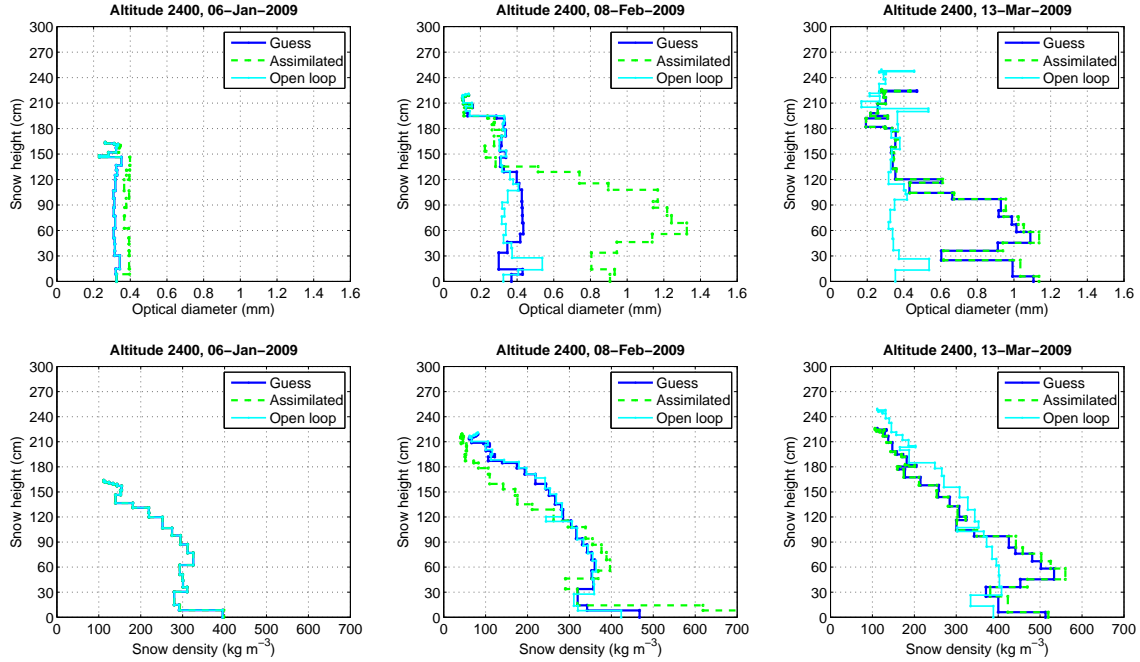 Altitude 2400, 06−Jan−2009
Altitude 2400, 08−Feb−2009
Altitude 2400, 13−Mar−2009
300
270
240
210
180
150
120
90
60
30
0
Snow height (cm)
Guess
Assimilated
Open loop
0 0.2 0.4 0.6 0.8 1 1.2 1.4 1.6
Optical diameter (mm)
300
270
240
210
180
150
120
90
60
30
0
Snow height (cm)
Guess
Assimilated
Open loop
0 0.2 0.4 0.6 0.8 1 1.2 1.4 1.6
Optical diameter (mm)
300
270
240
210
180
150
120
90
60
30
0
Snow height (cm)
Guess
Assimilated
Open loop
0 0.2 0.4 0.6 0.8 1 1.2 1.4 1.6
Optical diameter (mm)
Altitude 2400, 06−Jan−2009
Altitude 2400, 08−Feb−2009
Altitude 2400, 13−Mar−2009
300
270
240
210
180
150
120
90
60
30
0
Snow height (cm)
Guess
Assimilated
Open loop
0 100 200 300 400 500 600 700
Snow density (kg m⁻³)
300
270
240
210
180
150
120
90
60
30
0
Snow height (cm)
Guess
Assimilated
Open loop
0 100 200 300 400 500 600 700
Snow density (kg m⁻³)
300
270
240
210
180
150
120
90
60
30
0
Snow height (cm)
Guess
Assimilated
Open loop
0 100 200 300 400 500 600 700
Snow density (kg m⁻³)